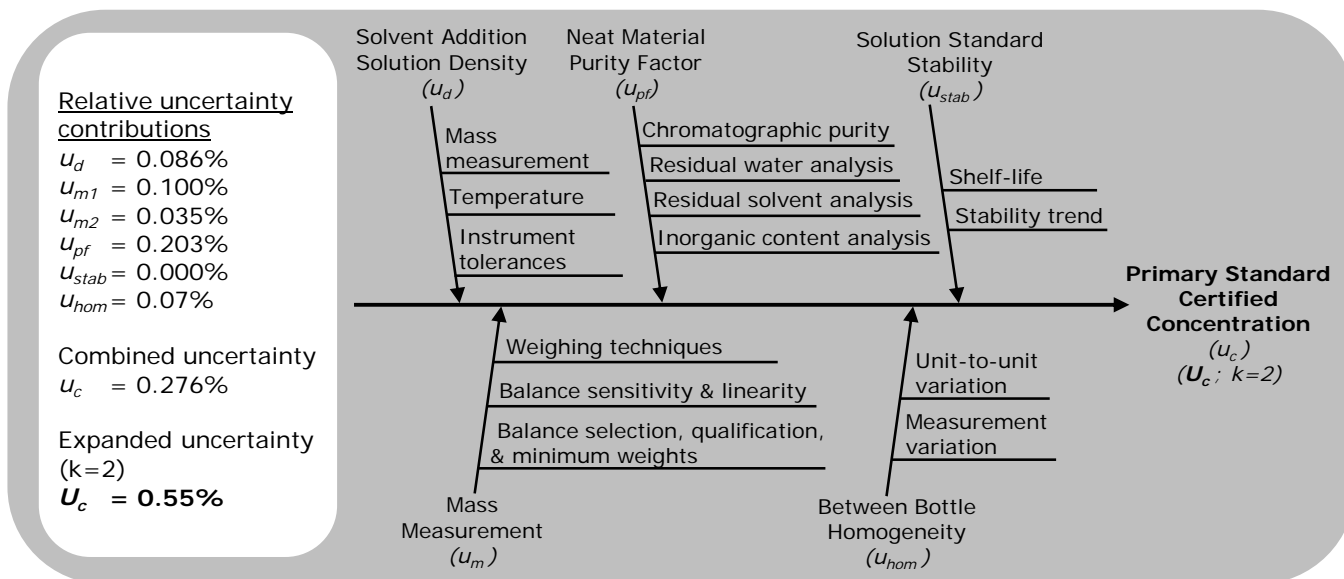 Relative uncertainty
contributions
u_d = 0.086%
u_m1 = 0.100%
u_m2 = 0.035%
u_pf = 0.203%
u_stab = 0.000%
u_hom = 0.07%
Combined uncertainty
u_c = 0.276%
Expanded uncertainty
(k=2)
U_c = 0.55%
Solvent Addition
Solution Density
(u_d)
Mass
measurement
Temperature
Instrument
tolerances
Neat Material
Purity Factor
(u_pf)
Chromatographic purity
Residual water analysis
Residual solvent analysis
Inorganic content analysis
Solution Standard
Stability
(u_stab)
Shelf-life
Stability trend
Primary Standard
Certified
Concentration
(u_c)
(U_c; k=2)
Weighing techniques
Balance sensitivity & linearity
Balance selection, qualification,
& minimum weights
Mass
Measurement
(u_m)
Unit-to-unit
variation
Measurement
variation
Between Bottle
Homogeneity
(u_hom)